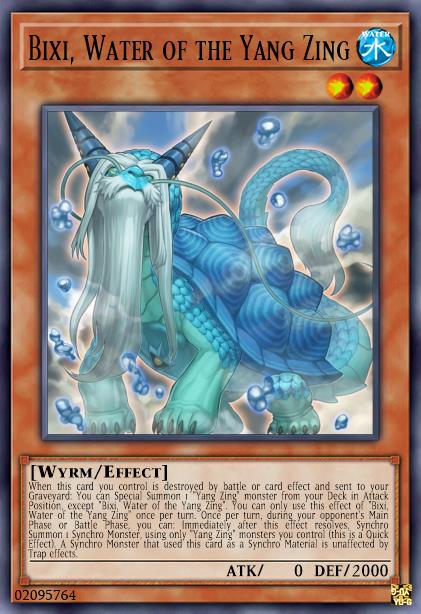 BIXI, WATER OF THE YANG ZING
WATER
水
[WYRM/EFFECT]
When this card you control is destroyed by battle or card effect and sent to your
Graveyard: You can Special Summon 1 "Yang Zing" monster from your Deck in Attack
Position, except "Bixi, Water of the Yang Zing". You can only use this effect of "Bixi,
Water of the Yang Zing" once per turn. Once per turn, during your opponent's Main
Phase or Battle Phase, you can: Immediately after this effect resolves, Synchro
Summon 1 Synchro Monster, using only "Yang Zing" monsters you control (this is a Quick
Effect). A Synchro Monster that used this card as a Synchro Material is unaffected by
Trap effects.
ATK/ 0 DEF/2000
02095764